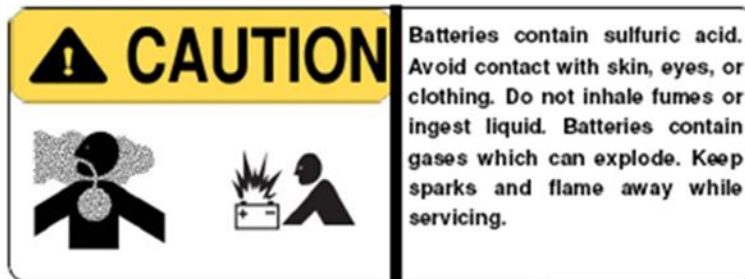 CAUTION
Batteries contain sulfuric acid.
Avoid contact with skin, eyes, or
clothing. Do not inhale fumes or
ingest liquid. Batteries contain
gases which can explode. Keep
sparks and flame away while
servicing.